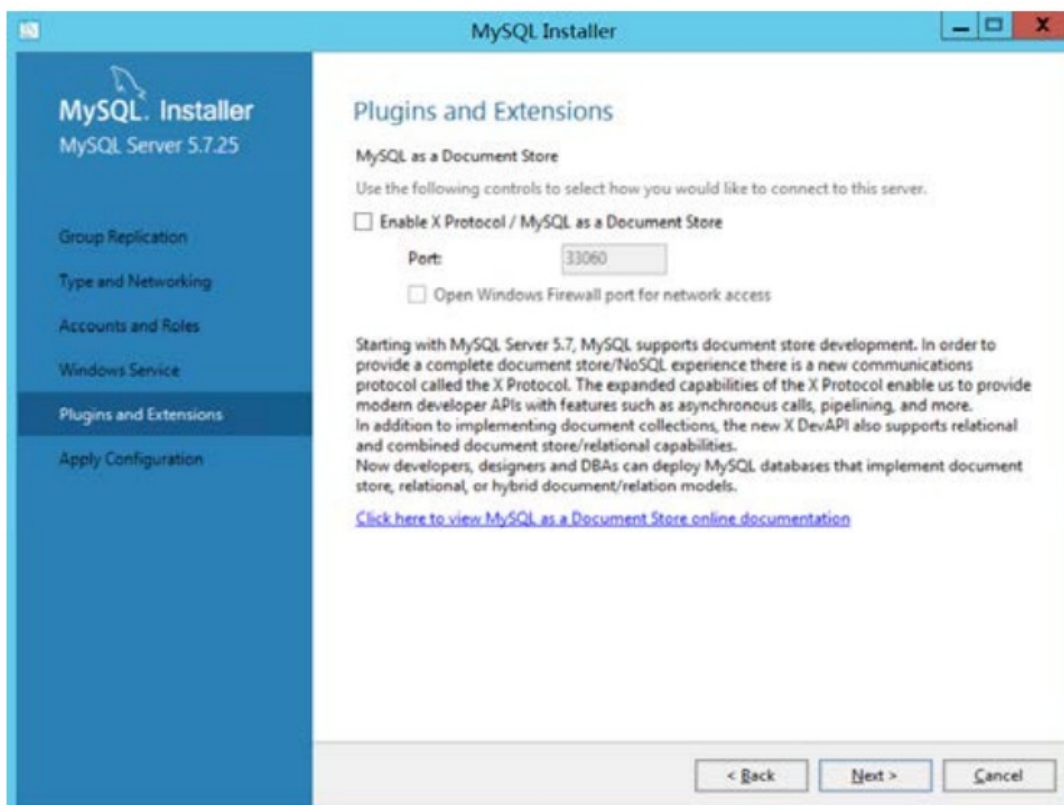 MySQL Installer
MySQL. Installer
MySQL Server 5.7.25
Group Replication
Type and Networking
Accounts and Roles
Windows Service
Plugins and Extensions
Apply Configuration
Plugins and Extensions
MySQL as a Document Store
Use the following controls to select how you would like to connect to this server.
Enable X Protocol / MySQL as a Document Store
Port: 33060
Open Windows Firewall port for network access
Starting with MySQL Server 5.7, MySQL supports document store development. In order to
provide a complete document store/NoSQL experience there is a new communications
protocol called the X Protocol. The expanded capabilities of the X Protocol enable us to provide
modern developer APIs with features such as asynchronous calls, pipelining, and more.
In addition to implementing document collections, the new X DevAPI also supports relational
and combined document store/relational capabilities.
Now developers, designers and DBAs can deploy MySQL databases that implement document
store, relational, or hybrid document/relation models.
Click here to view MySQL as a Document Store online documentation
< Back
Next >
Cancel